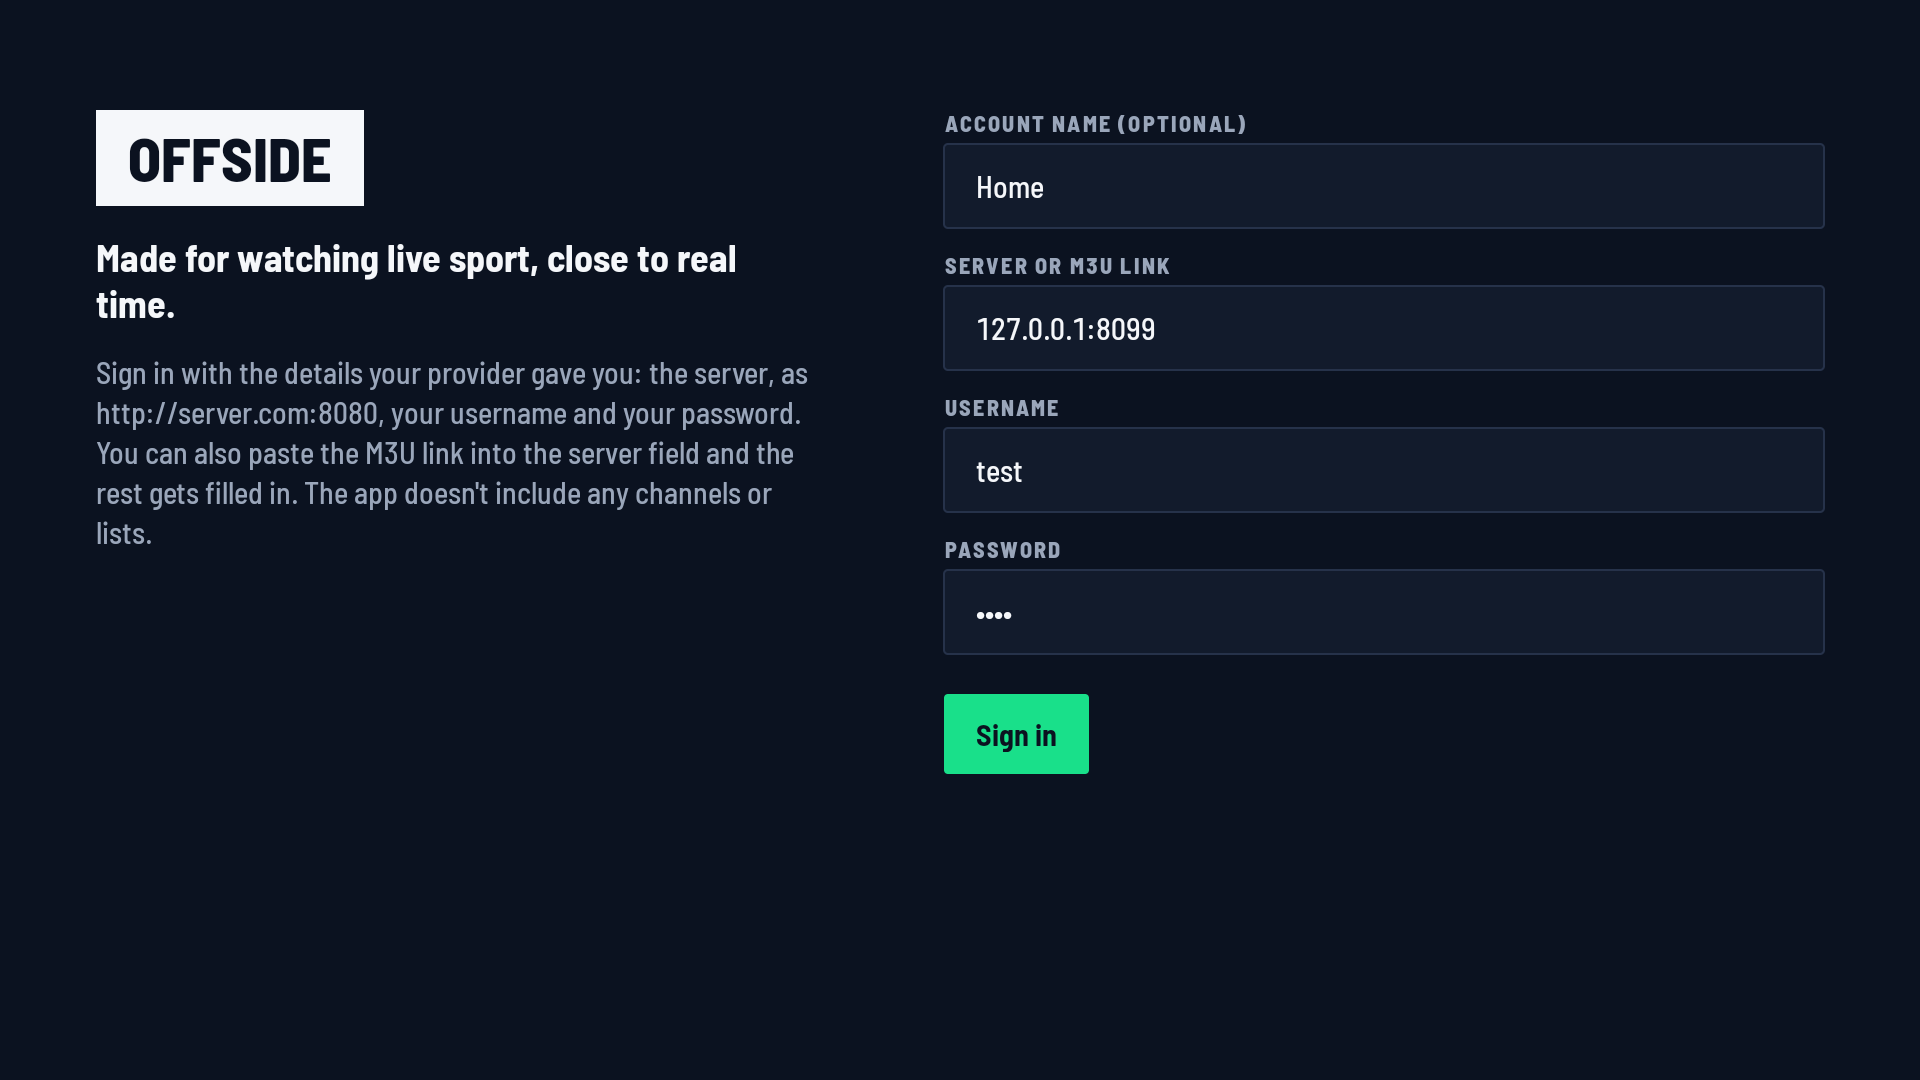 OFFSIDE
Made for watching live sport, close to real
time.
Sign in with the details your provider gave you: the server, as
http://server.com:8080, your username and your password.
You can also paste the M3U link into the server field and the
rest gets filled in. The app doesn't include any channels or
lists.
ACCOUNT NAME (OPTIONAL)
Home
SERVER OR M3U LINK
127.0.0.1:8099
USERNAME
test
PASSWORD
••••
Sign in